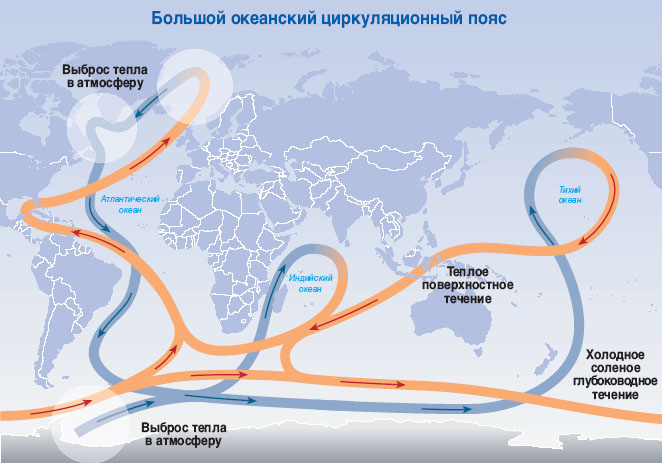 Большой океанский циркуляционный пояс
Выброс тепла
в атмосферу
Атлантический
океан
Тихий
океан
Индийский
океан
Теплое
поверхностное
течение
Холодное
соленое
глубоководное
течение
Выброс тепла
в атмосферу